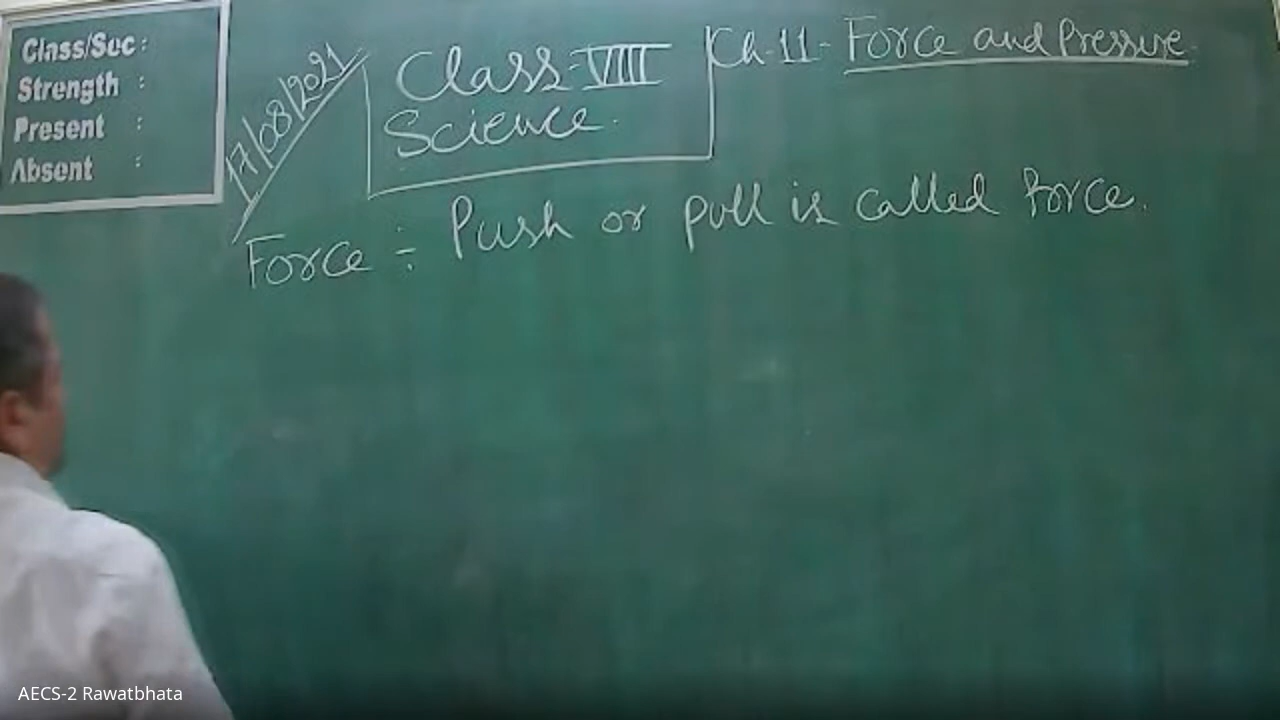 Class/Sec :
Strength :
Present :
Absent :
17/08/2021
Class-VIII
Science.
Ch-11- Force and Pressure.
Force ÷ Push or pull is called force.
AECS-2 Rawatbhata